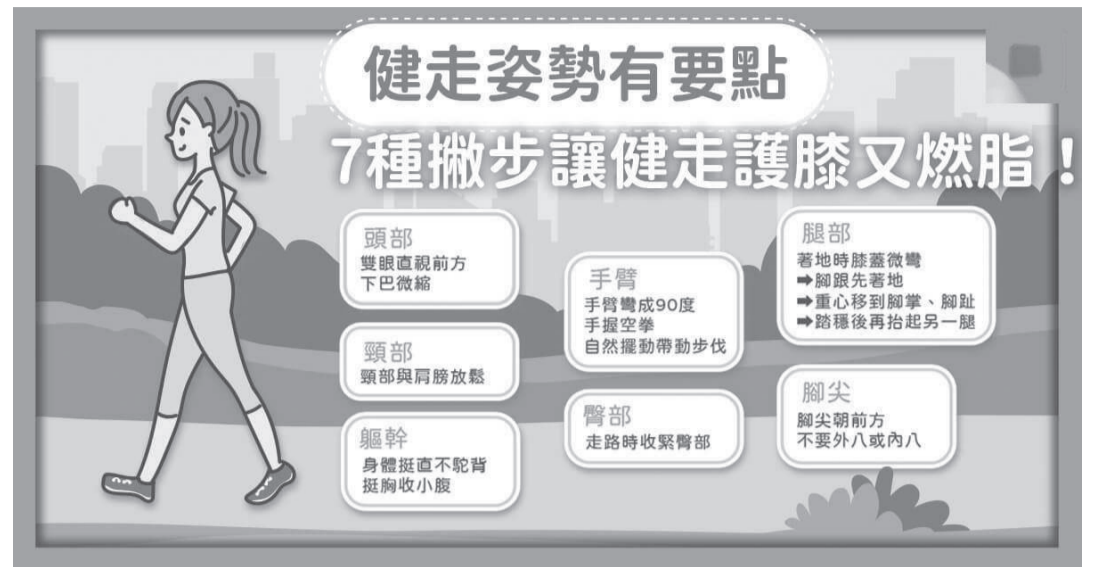 健走姿勢有要點
7種撇步讓健走護膝又燃脂！
頭部
雙眼直視前方
下巴微縮
頸部
頸部與肩膀放鬆
軀幹
身體挺直不駝背
挺胸收小腹
手臂
手臂彎成90度
手握空拳
自然擺動帶動步伐
臀部
走路時收緊臀部
腿部
著地時膝蓋微彎
➡腳跟先著地
➡重心移到腳掌、腳趾
➡踏穩後再抬起另一腿
腳尖
腳尖朝前方
不要外八或內八